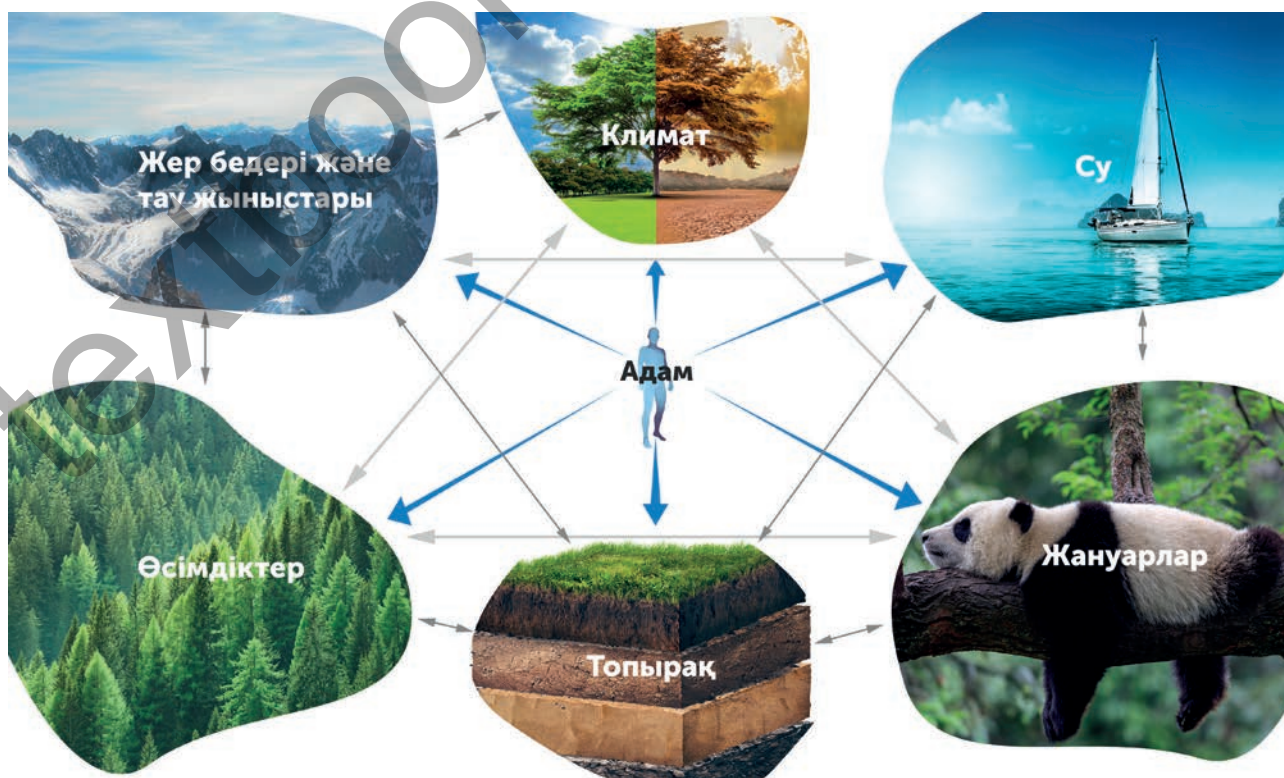 Климат
Жер бедері және
тау жыныстары
Су
Адам
Өсімдіктер
Жануарлар
Топырақ